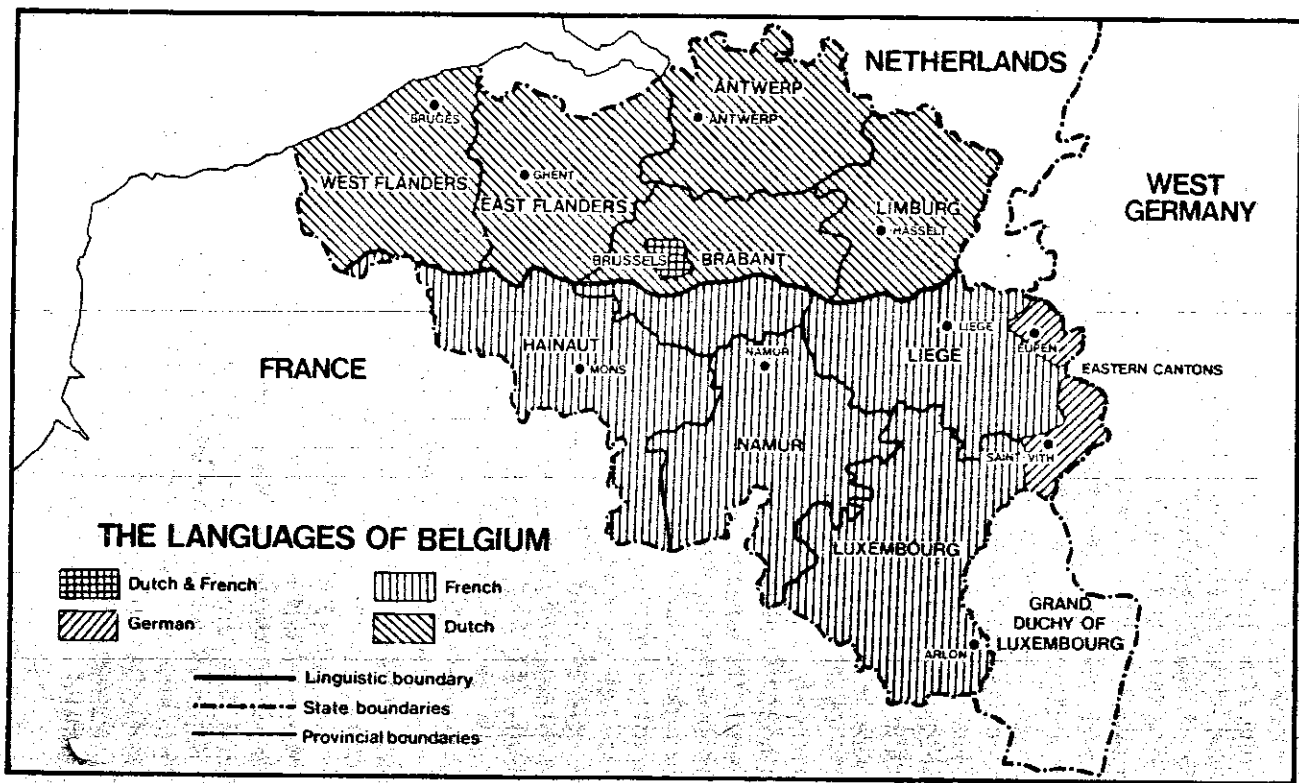 NETHERLANDS
ANTWERP
ANTWERP
BRUGES
GHENT
WEST FLANDERS
EAST FLANDERS
LIMBURG
HASSELT
WEST
GERMANY
BRUSSELS
BRABANT
LIEGE
EUPEN
HAINAUT
MONS
NAMUR
LIEGE
EASTERN CANTONS
FRANCE
NAMUR
SAINT-VITH
THE LANGUAGES OF BELGIUM
LUXEMBOURG
Dutch & French
French
German
Dutch
GRAND
DUCHY OF
LUXEMBOURG
ARLON
Linguistic boundary
State boundaries
Provincial boundaries